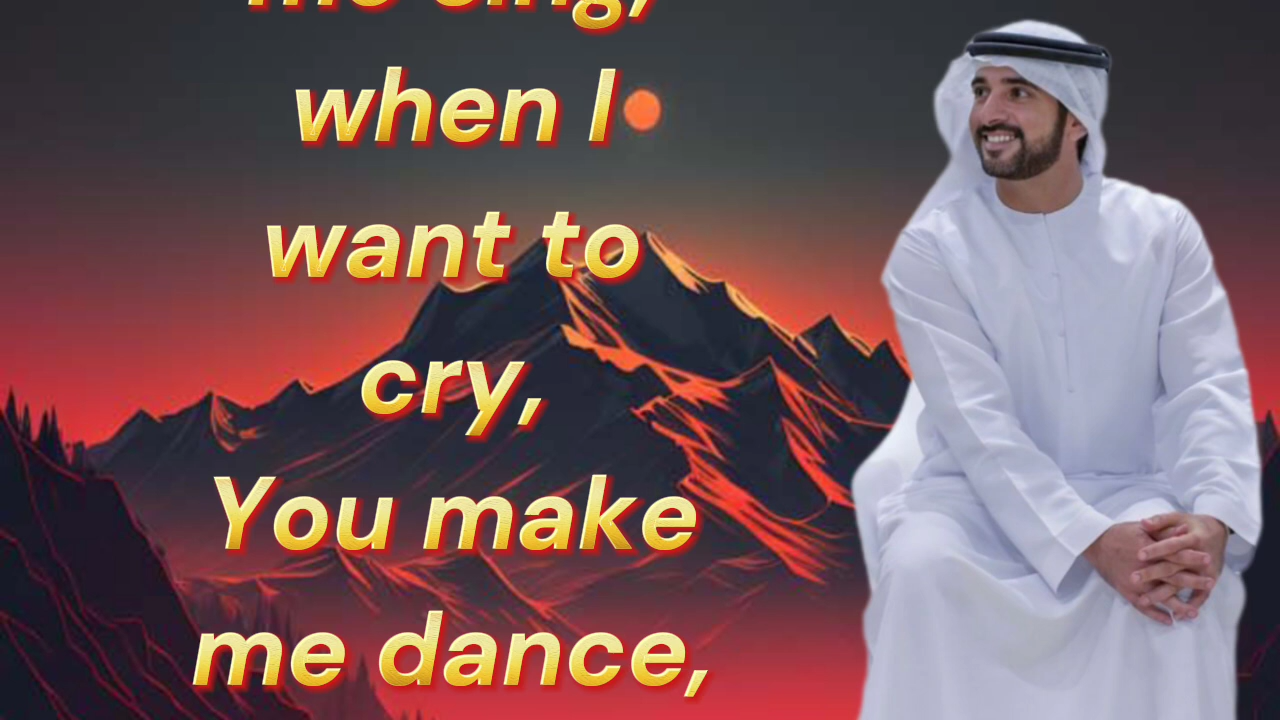 me sing,
when I
want to
cry,
You make
me dance,